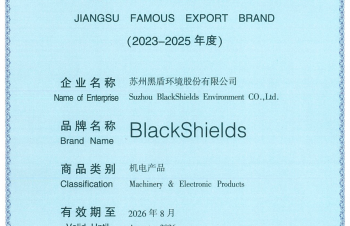 JIANGSU FAMOUS EXPORT BRAND
(2023-2025 年度)
企业名称 苏州黑盾环境股份有限公司
Name of Enterprise Suzhou BlackShields Environment CO.,Ltd.
品牌名称 BlackShields
Brand Name
商品类别 机电产品
Classification Machinery & Electronic Products
有效期至 2026 年 8 月